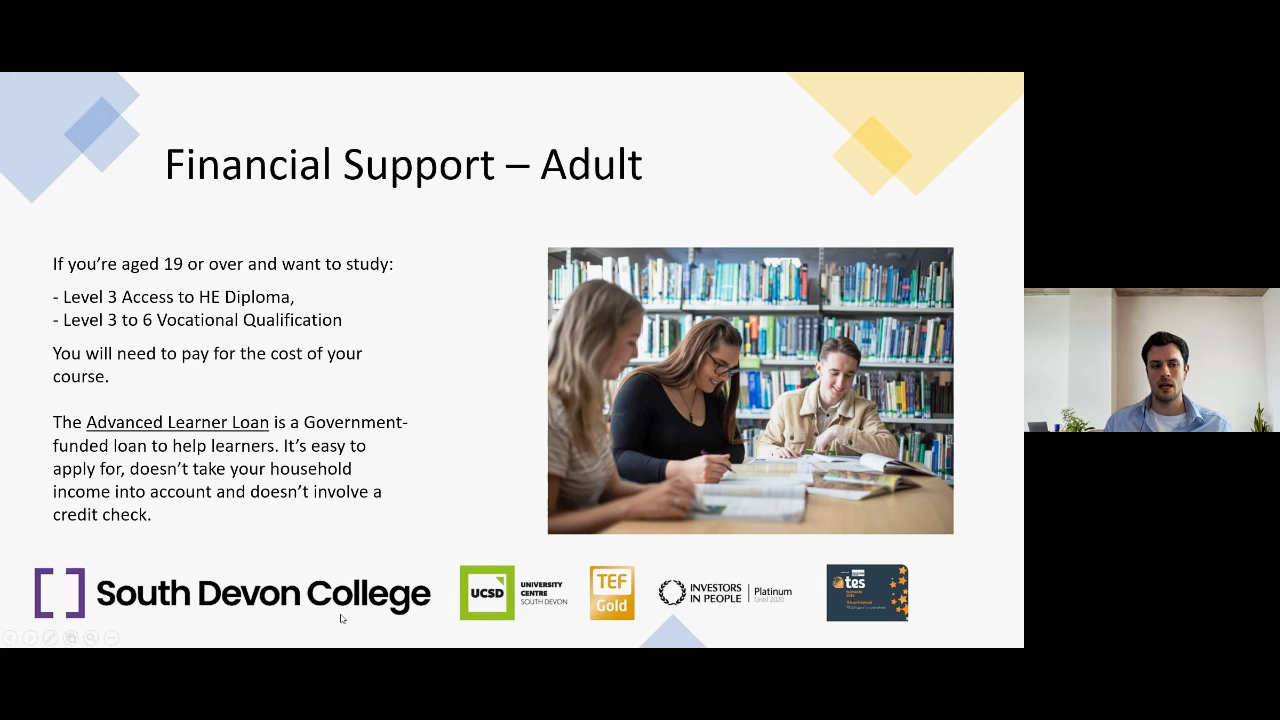 Financial Support – Adult
If you’re aged 19 or over and want to study:
- Level 3 Access to HE Diploma,
- Level 3 to 6 Vocational Qualification
You will need to pay for the cost of your
course.
The Advanced Learner Loan is a Government-
funded loan to help learners. It’s easy to
apply for, doesn’t take your household
income into account and doesn’t involve a
credit check.
South Devon College
UCSD
UNIVERSITY
CENTRE
SOUTH DEVON
TEF
Gold
INVESTORS
IN PEOPLE
Platinum
Until 2020
tes